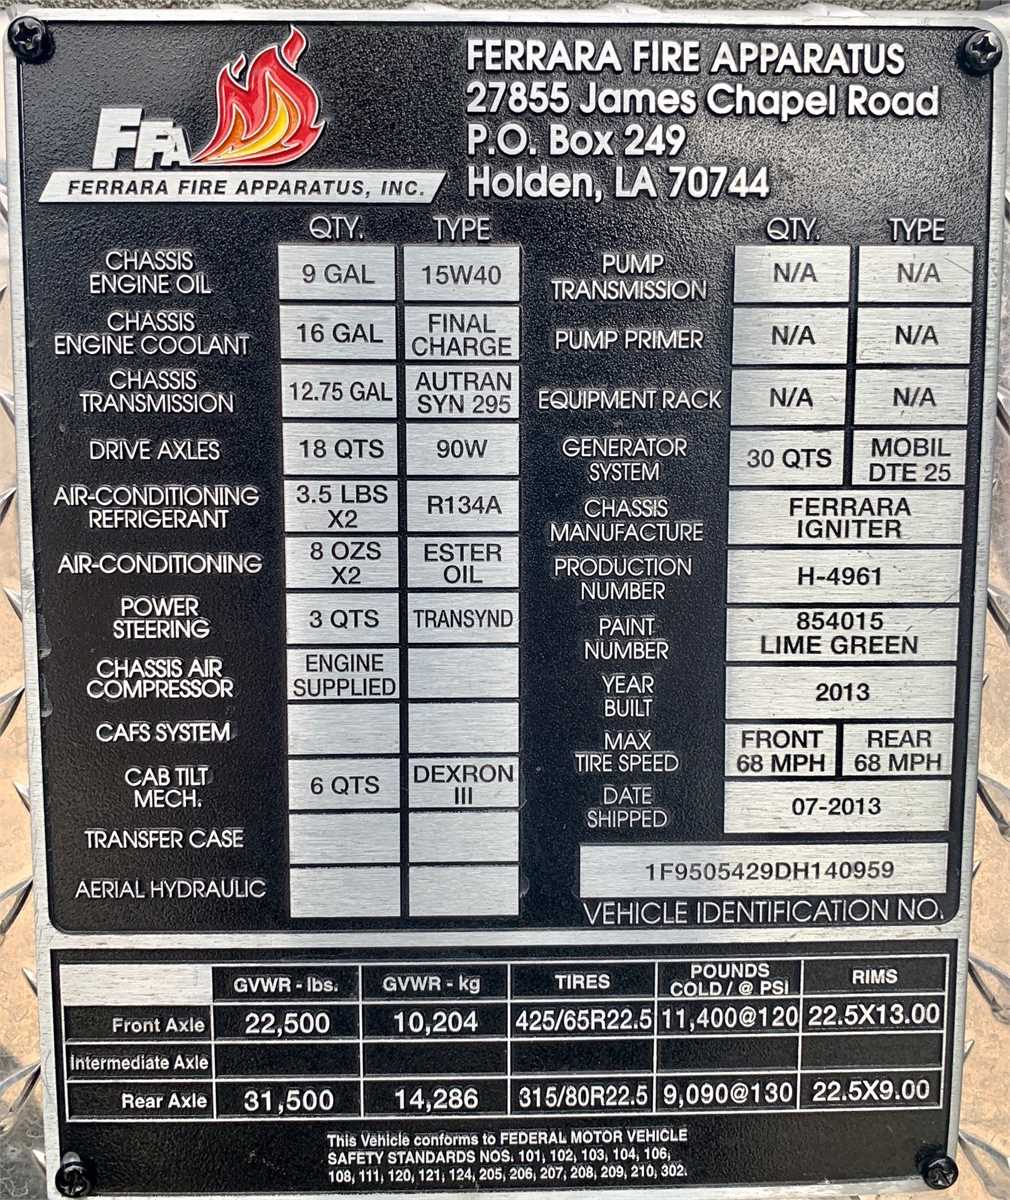 FFA
FERRARA FIRE APPARATUS, INC.
FERRARA FIRE APPARATUS
27855 James Chapel Road
P.O. Box 249
Holden, LA 70744
QTY. TYPE
CHASSIS
ENGINE OIL
9 GAL 15W40
CHASSIS
ENGINE COOLANT
16 GAL
FINAL
CHARGE
CHASSIS
TRANSMISSION
12.75 GAL
AUTRAN
SYN 295
DRIVE AXLES 18 QTS 90W
AIR-CONDITIONING
REFRIGERANT
3.5 LBS
X2
R134A
AIR-CONDITIONING
8 OZS
X2
ESTER
OIL
POWER
STEERING
3 QTS TRANSYND
CHASSIS AIR
COMPRESSOR
ENGINE
SUPPLIED
CAFS SYSTEM
CAB TILT
MECH.
6 QTS
DEXRON
III
TRANSFER CASE
AERIAL HYDRAULIC
QTY. TYPE
PUMP
TRANSMISSION
N/A N/A
PUMP PRIMER N/A N/A
EQUIPMENT RACK N/A N/A
GENERATOR
SYSTEM
30 QTS
MOBIL
DTE 25
CHASSIS
MANUFACTURE
FERRARA
IGNITER
PRODUCTION
NUMBER
H-4961
PAINT
NUMBER
854015
LIME GREEN
YEAR
BUILT
2013
MAX
TIRE SPEED
FRONT
68 MPH
REAR
68 MPH
DATE
SHIPPED
07-2013
1F9505429DH140959
VEHICLE IDENTIFICATION NO.
GVWR - lbs. GVWR - kg TIRES POUNDS
COLD / @ PSI RIMS
Front Axle 22,500 10,204 425/65R22.5 11,400@120 22.5X13.00
Intermediate Axle
Rear Axle 31,500 14,286 315/80R22.5 9,090@130 22.5X9.00
This Vehicle conforms to FEDERAL MOTOR VEHICLE
SAFETY STANDARDS NOS. 101, 102, 103, 104, 106,
108, 111, 120, 121, 124, 205, 206, 207, 208, 209, 210, 302.